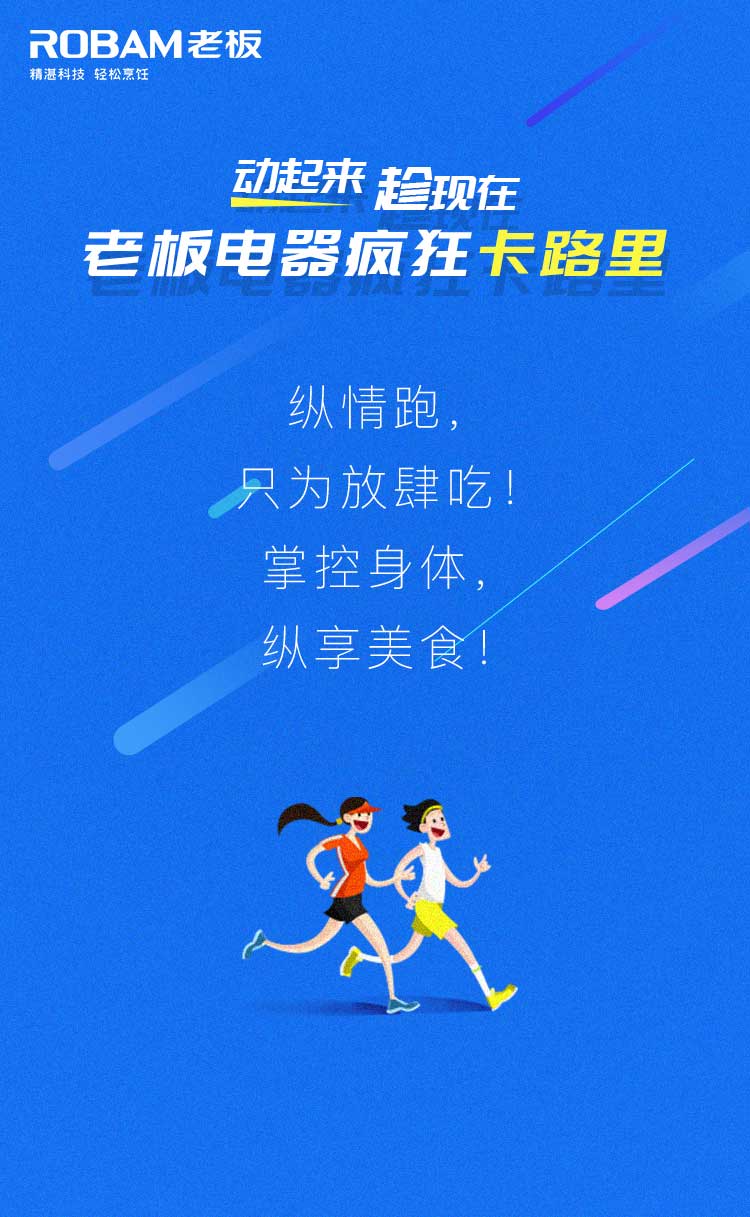 ROBAM老板
精湛科技 轻松烹饪
动起来 趁现在
老板电器疯狂卡路里
纵情跑，
只为放肆吃！
掌控身体，
纵享美食！